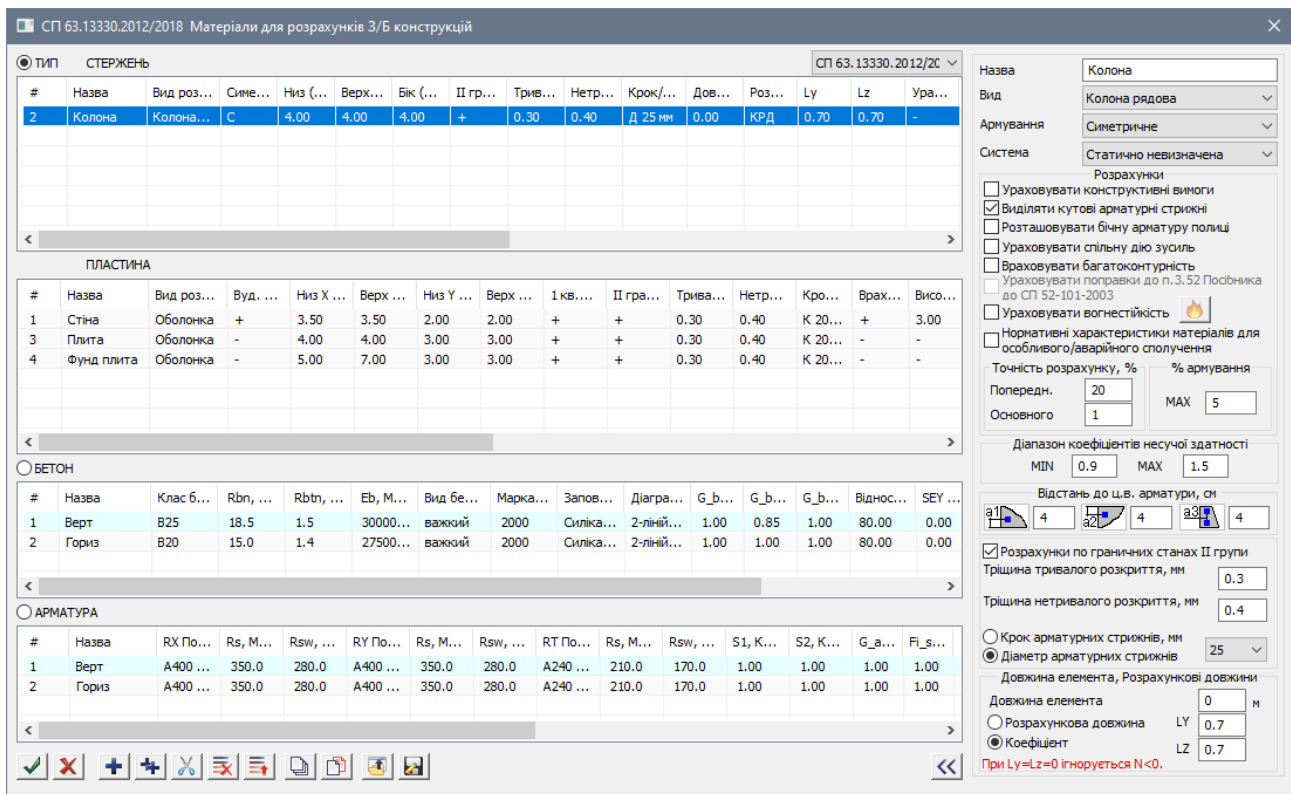 СП 63.13330.2012/2018 Матеріали для розрахунків З/Б конструкцій
ТИП СТЕРЖЕНЬ СП 63.13330.2012/2С
# Назва Вид роз... Симе... Низ (... Верх... Бік (... II гр... Трив... Нетр... Крок/... Дов... Роз... Ly Lz Ура...
2 Колона Колона... С 4.00 4.00 4.00 + 0.30 0.40 Д 25 мм 0.00 КРД 0.70 0.70 -
ПЛАСТИНА
# Назва Вид роз... Вуд. ... Низ X ... Верх ... Низ Y ... Верх ... 1 кв.... II гра... Трива... Нетр... Кро... Врах... Висо...
1 Стіна Оболонка + 3.50 3.50 2.00 2.00 + + 0.30 0.40 К 20... + 3.00
3 Плита Оболонка - 4.00 4.00 3.00 3.00 + + 0.30 0.40 К 20... - -
4 Фунд плита Оболонка - 5.00 7.00 3.00 3.00 + + 0.30 0.40 К 20... - -
БЕТОН
# Назва Клас б... Rbn, ... Rbtn, ... Eb, М... Вид бе... Марка... Запов... Діагра... G_b... G_b... G_b... Віднос... SEY ...
1 Верт B25 18.5 1.5 30000... важкий 2000 Силіка... 2-ліній... 1.00 0.85 1.00 80.00 0.00
2 Гориз B20 15.0 1.4 27500... важкий 2000 Силіка... 2-ліній... 1.00 1.00 1.00 80.00 0.00
АРМАТУРА
# Назва RX По... Rs, М... Rsw, ... RY По... Rs, М... Rsw, ... RT По... Rs, М... Rsw, ... S1, К... S2, К... G_a... Fi_s...
1 Верт A400 ... 350.0 280.0 A400 ... 350.0 280.0 A240 ... 210.0 170.0 1.00 1.00 1.00 1.00
2 Гориз A400 ... 350.0 280.0 A400 ... 350.0 280.0 A240 ... 210.0 170.0 1.00 1.00 1.00 1.00
Назва Колона
Вид Колона рядова
Армування Симетричне
Система Статично невизначена
Розрахунки
Ураховувати конструктивні вимоги
Виділяти кутові арматурні стрижні
Розташовувати бічну арматуру полиці
Ураховувати спільну дію зусиль
Враховувати багатоконтурність
Ураховувати поправки до п.3.52 Посібника
до СП 52-101-2003
Ураховувати вогнестійкість
Нормативні характеристики матеріалів для
особливого/аварійного сполучення
Точність розрахунку, % % армування
Попередн. 20
MAX 5
Основного 1
Діапазон коефіцієнтів несучої здатності
MIN 0.9 MAX 1.5
Відстань до ц.в. арматури, см
a1 4 a2 4 a3 4
Розрахунки по граничних станах II групи
Тріщина тривалого розкриття, мм
0.3
Тріщина нетривалого розкриття, мм
0.4
Крок арматурних стрижнів, мм
Діаметр арматурних стрижнів 25
Довжина елемента, Розрахункові довжини
Довжина елемента 0 м
Розрахункова довжина LY 0.7
Коефіцієнт LZ 0.7
При Ly=Lz=0 ігнорується N<0.